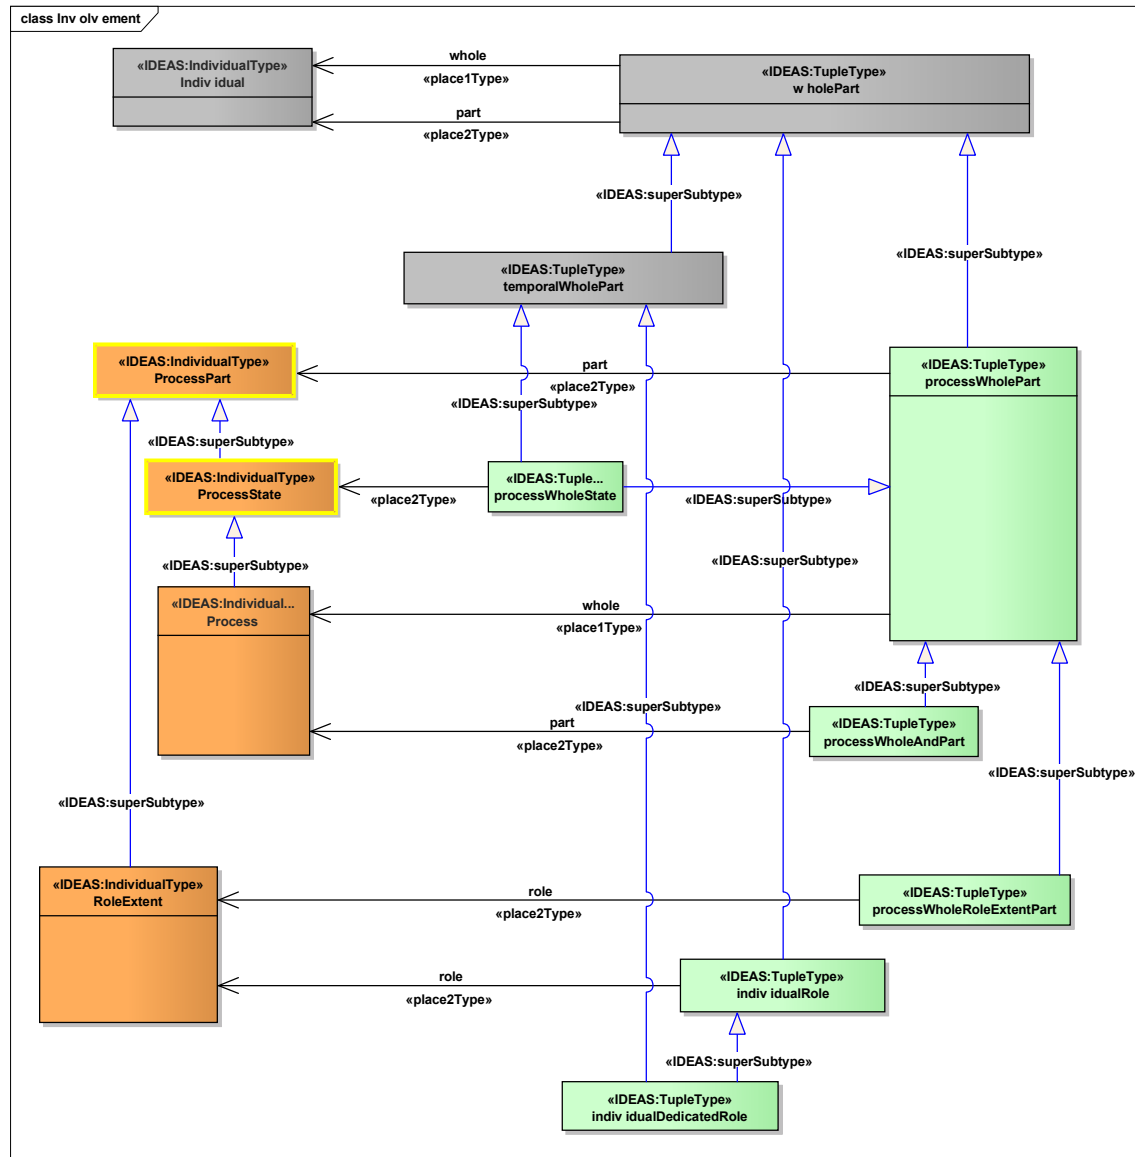 class Inv olv ement
whole
«IDEAS:IndividualType»
Indiv idual
«place1Type»
«IDEAS:TupleType»
w holePart
part
«place2Type»
«IDEAS:superSubtype»
«IDEAS:superSubtype»
«IDEAS:TupleType»
temporalWholePart
«IDEAS:IndividualType»
ProcessPart
part
«place2Type»
«IDEAS:TupleType»
processWholePart
«IDEAS:superSubtype»
«IDEAS:superSubtype»
«IDEAS:IndividualType»
ProcessState
«place2Type»
«IDEAS:Tuple...
processWholeState
«IDEAS:superSubtype»
«IDEAS:superSubtype»
«IDEAS:superSubtype»
«IDEAS:Individual...
Process
whole
«place1Type»
«IDEAS:superSubtype»
«IDEAS:superSubtype»
part
«place2Type»
«IDEAS:TupleType»
processWholeAndPart
«IDEAS:superSubtype»
«IDEAS:superSubtype»
«IDEAS:IndividualType»
RoleExtent
role
«place2Type»
«IDEAS:TupleType»
processWholeRoleExtentPart
role
«place2Type»
«IDEAS:TupleType»
indiv idualRole
«IDEAS:superSubtype»
«IDEAS:TupleType»
indiv idualDedicatedRole